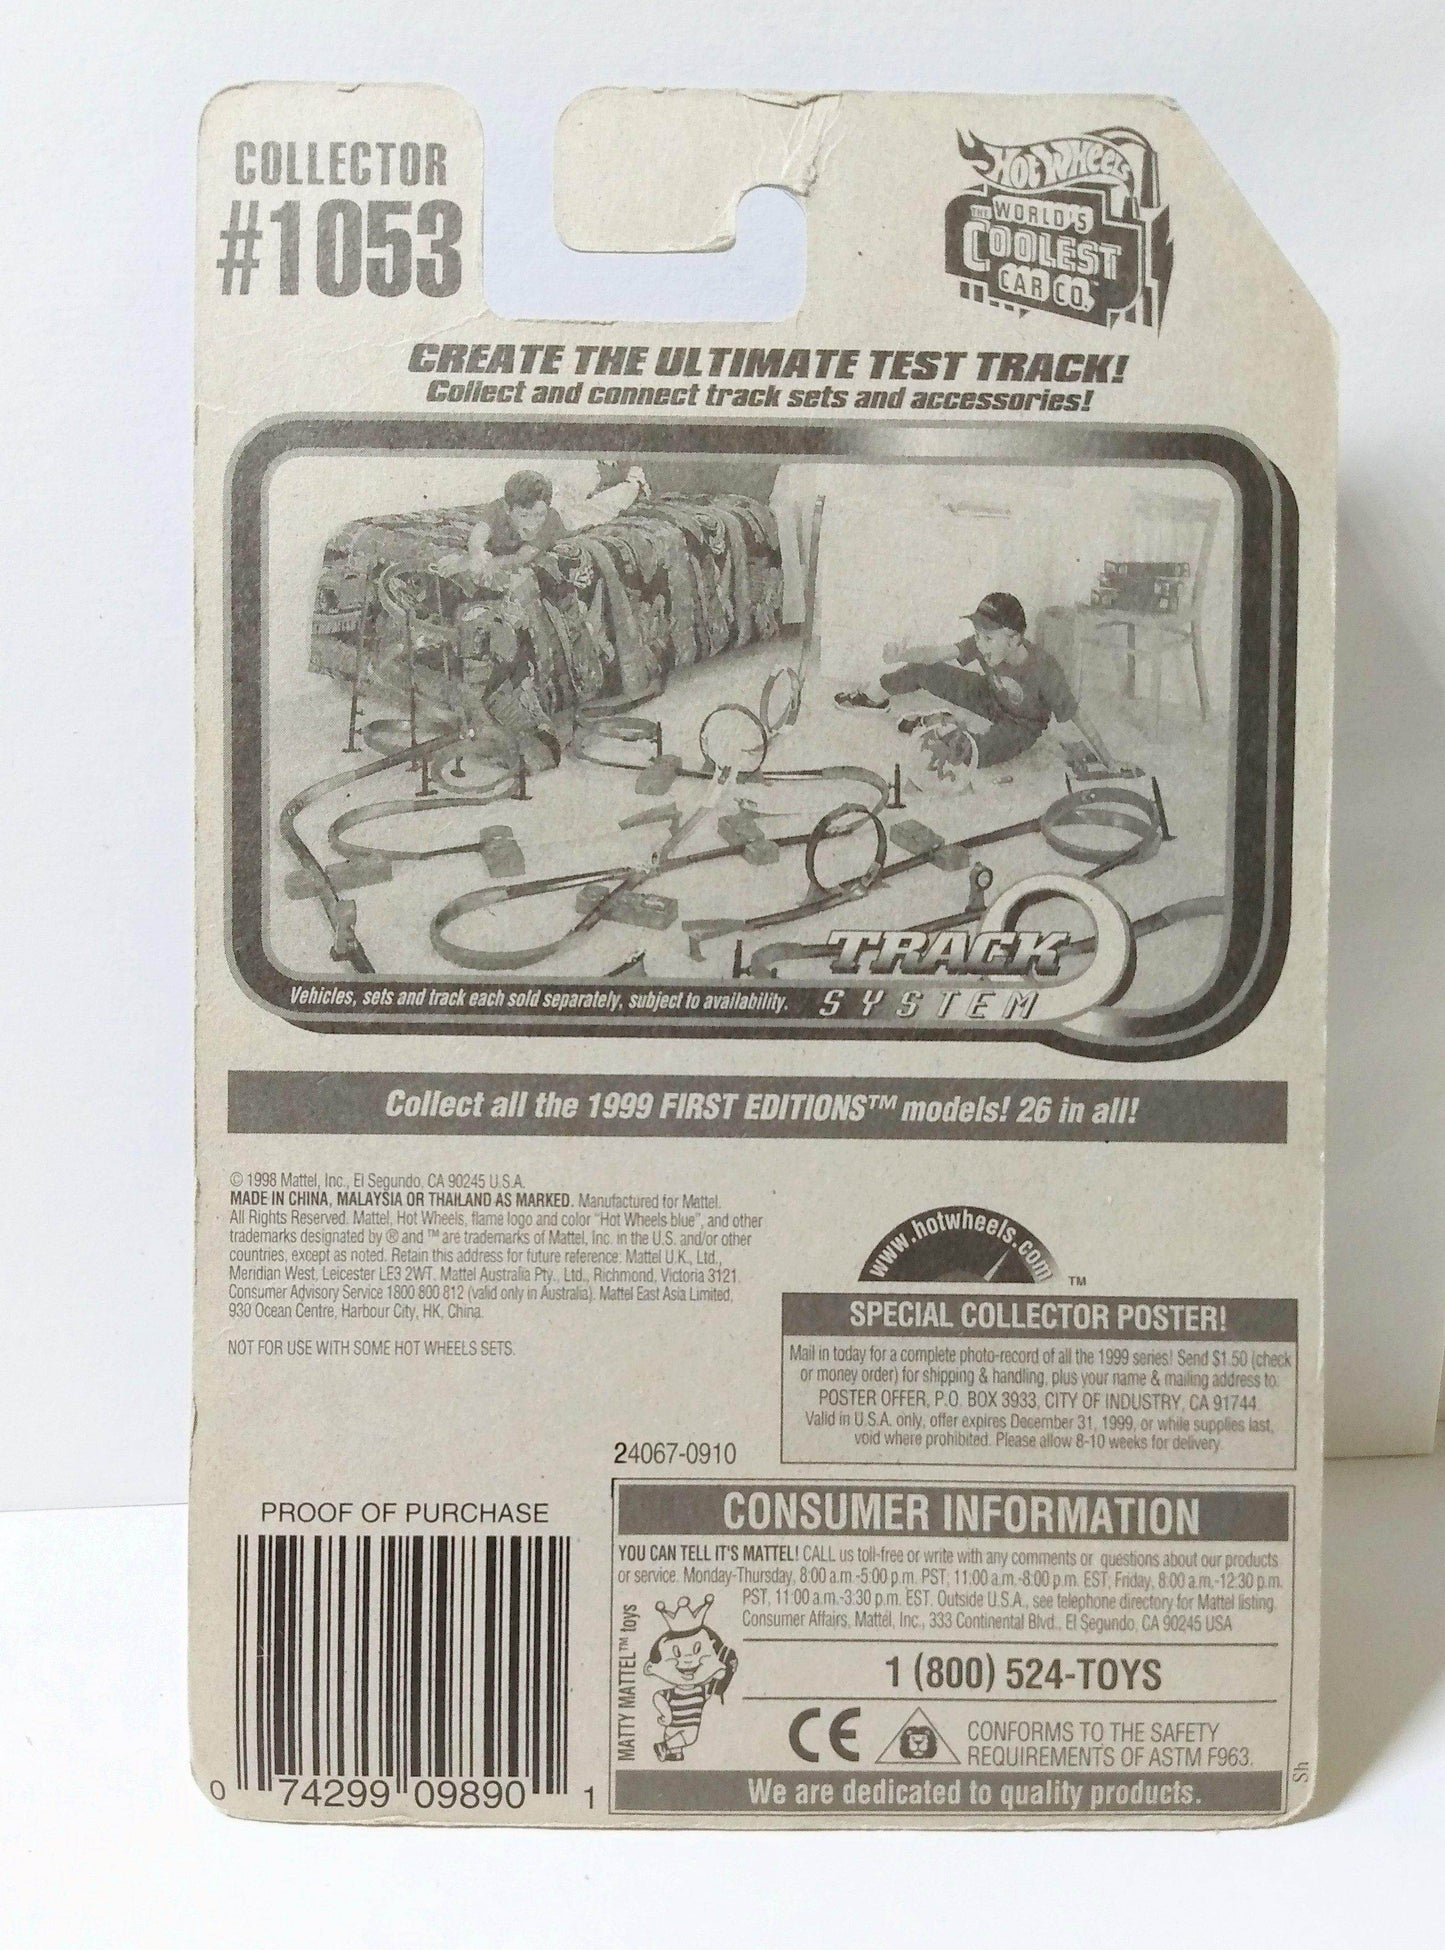 COLLECTOR
#1053
HOT WHEELS
THE WORLD'S
COOLEST
CAR CO.™
CREATE THE ULTIMATE TEST TRACK!
Collect and connect track sets and accessories!
TRACK
SYSTEM
Vehicles, sets and track each sold separately, subject to availability.
Collect all the 1999 FIRST EDITIONS™ models! 26 in all!
© 1998 Mattel, Inc., El Segundo, CA 90245 U.S.A.
MADE IN CHINA, MALAYSIA OR THAILAND AS MARKED. Manufactured for Mattel.
All Rights Reserved. Mattel, Hot Wheels, flame logo and color "Hot Wheels blue", and other
trademarks designated by ® and ™ are trademarks of Mattel, Inc. in the U.S. and/or other
countries, except as noted. Retain this address for future reference: Mattel U.K., Ltd.,
Meridian West, Leicester LE3 2WT. Mattel Australia Pty., Ltd., Richmond, Victoria 3121.
Consumer Advisory Service 1800 800 812 (valid only in Australia). Mattel East Asia Limited,
930 Ocean Centre, Harbour City, HK, China.
NOT FOR USE WITH SOME HOT WHEELS SETS.
www.hotwheels.com ™
SPECIAL COLLECTOR POSTER!
Mail in today for a complete photo-record of all the 1999 series! Send $1.50 (check
or money order) for shipping & handling, plus your name & mailing address to:
POSTER OFFER, P.O. BOX 3933, CITY OF INDUSTRY, CA 91744.
Valid in U.S.A. only, offer expires December 31, 1999, or while supplies last,
void where prohibited. Please allow 8-10 weeks for delivery.
24067-0910
PROOF OF PURCHASE
0 74299 09890 1
CONSUMER INFORMATION
YOU CAN TELL IT'S MATTEL! CALL us toll-free or write with any comments or questions about our products
or service. Monday-Thursday, 8:00 a.m.-5:00 p.m. PST, 11:00 a.m.-8:00 p.m. EST, Friday, 8:00 a.m.-12:30 p.m.
PST, 11:00 a.m.-3:30 p.m. EST. Outside U.S.A., see telephone directory for Mattel listing.
Consumer Affairs, Mattel, Inc., 333 Continental Blvd., El Segundo, CA 90245 USA
MATTY MATTEL™ toys
1 (800) 524-TOYS
CE
CONFORMS TO THE SAFETY
REQUIREMENTS OF ASTM F963.
We are dedicated to quality products.
Sh